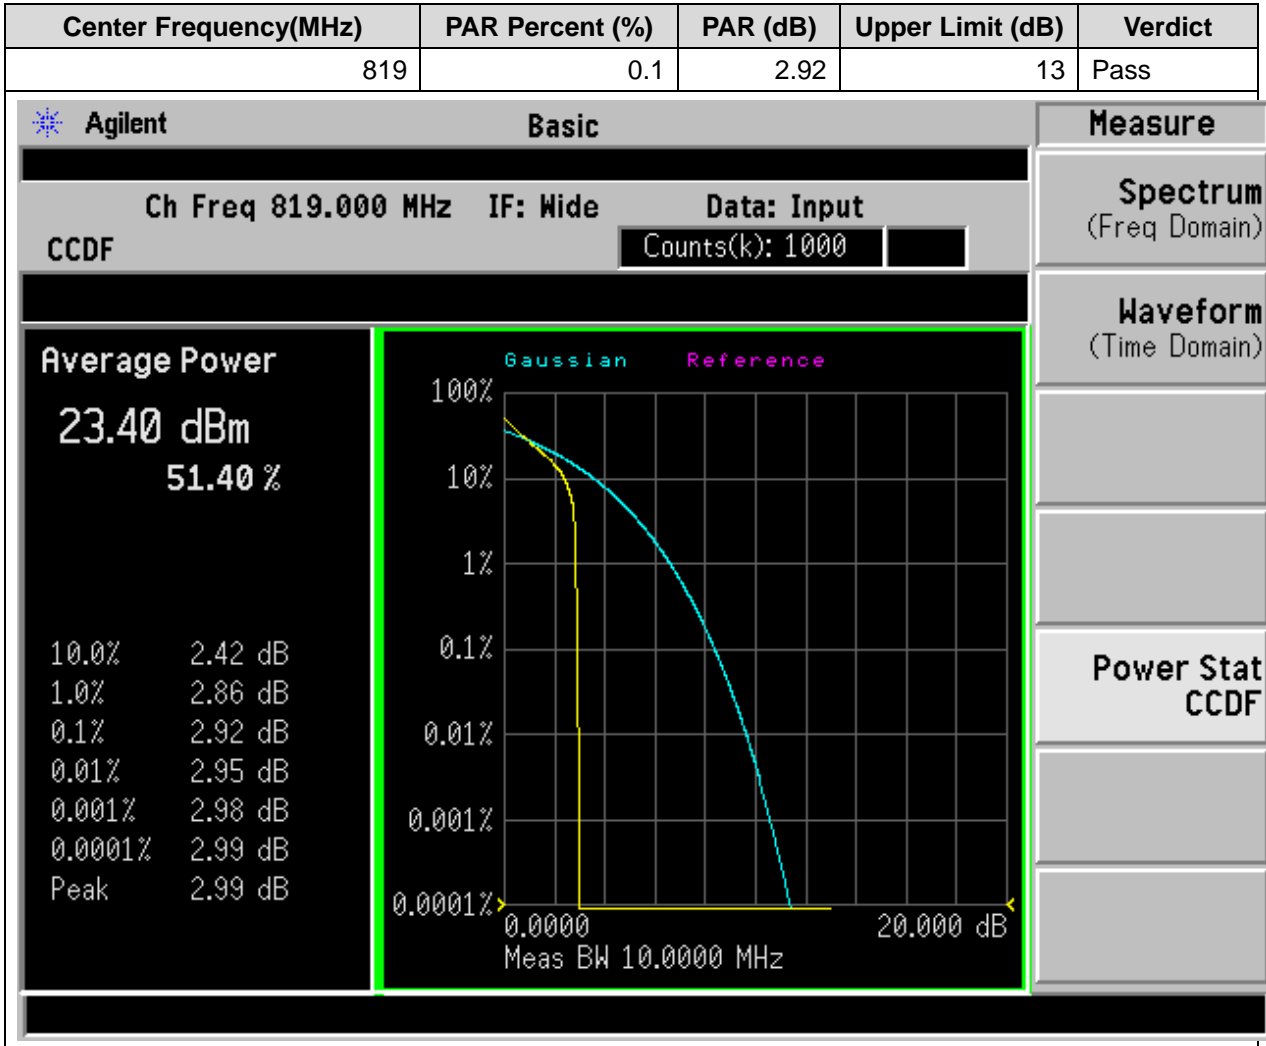 Center Frequency(MHz) PAR Percent (%) PAR (dB) Upper Limit (dB) Verdict
819 0.1 2.92 13 Pass
Agilent Basic
Ch Freq 819.000 MHz IF: Wide Data: Input
CCDF Counts(k): 1000
Average Power
23.40 dBm
51.40 %
10.0% 2.42 dB
1.0% 2.86 dB
0.1% 2.92 dB
0.01% 2.95 dB
0.001% 2.98 dB
0.0001% 2.99 dB
Peak 2.99 dB
Gaussian Reference
100%
10%
1%
0.1%
0.01%
0.001%
0.0001%
0.0000 20.000 dB
Meas BW 10.0000 MHz
Measure
Spectrum
(Freq Domain)
Waveform
(Time Domain)
Power Stat
CCDF